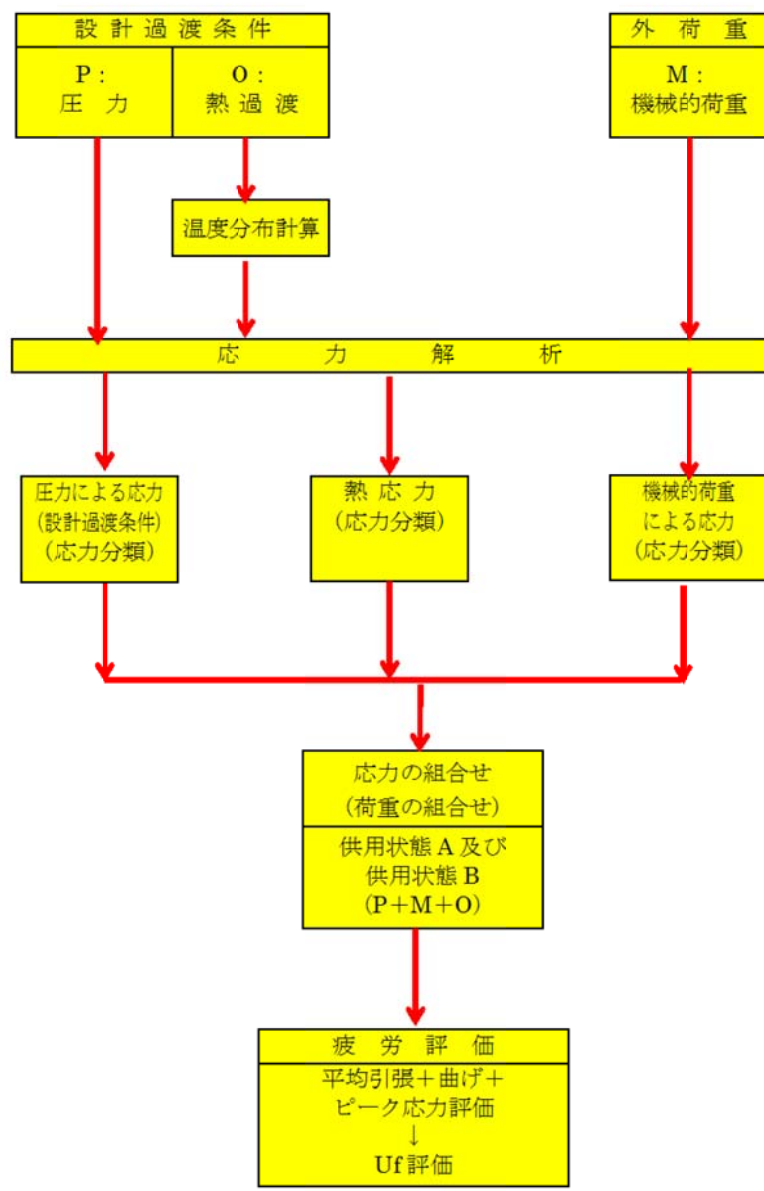 設計過渡条件
P:
圧力
O:
熱過渡
外荷重
M:
機械的荷重
温度分布計算
応力解析
圧力による応力
(設計過渡条件)
(応力分類)
熱応力
(応力分類)
機械的荷重
による応力
(応力分類)
応力の組合せ
(荷重の組合せ)
供用状態 A 及び
供用状態 B
(P+M+O)
疲労評価
平均引張+曲げ+
ピーク応力評価
↓
Uf 評価